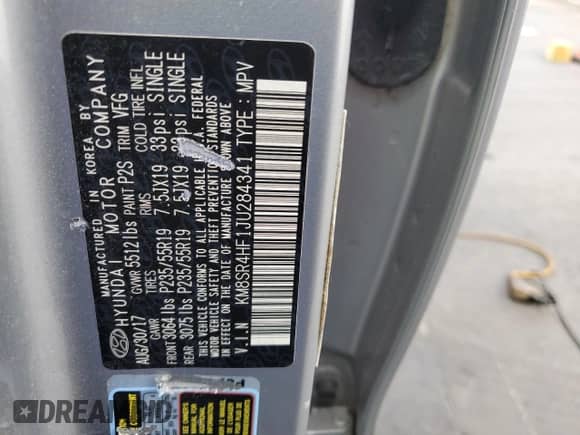 MANUFACTURED IN KOREA BY
HYUNDAI MOTOR COMPANY
AUG/30/17 GVWR 5512lbs PAINT P2S TRIM VFG
GAWR TIRES RIMS COLD TIRE INFL.
FRONT 3064 lbs P235/55R19 7.5JX19 33psi SINGLE
REAR 3075 lbs P235/55R19 7.5JX19 psi SINGLE
THIS VEHICLE CONFORMS TO ALL APPLICABLE U.S.A. FEDERAL
MOTOR VEHICLE SAFETY AND THEFT PREVENTION STANDARDS
IN EFFECT ON THE DATE OF MANUFACTURE SHOWN ABOVE
V.I.N KM8SR4HF1JU284341 TYPE : MPV
DREAMBID